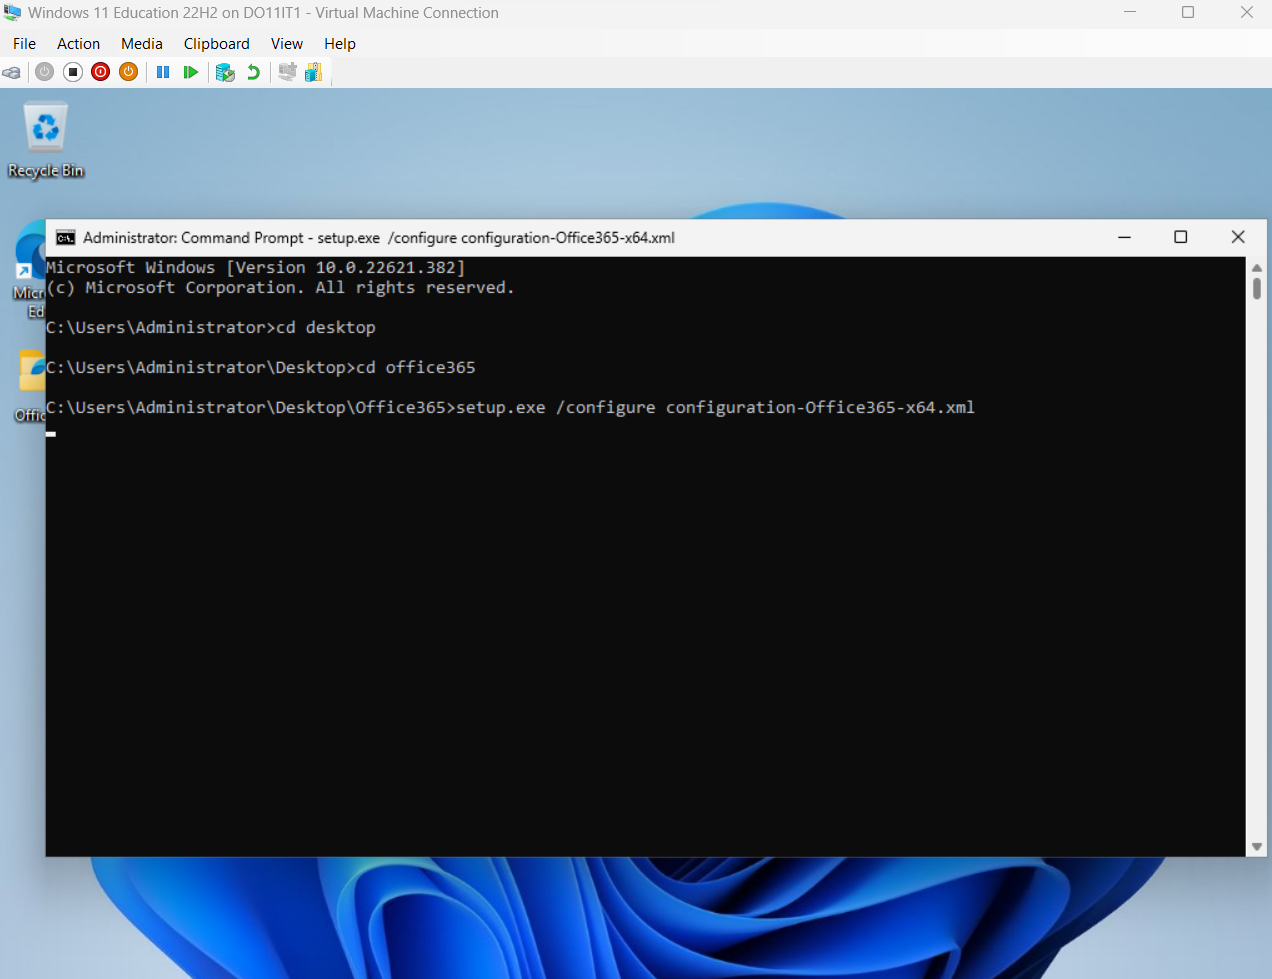 Windows 11 Education 22H2 on DO11IT1 - Virtual Machine Connection
File Action Media Clipboard View Help
Recycle Bin
Administrator: Command Prompt - setup.exe /configure configuration-Office365-x64.xml
Microsoft Windows [Version 10.0.22621.382]
(c) Microsoft Corporation. All rights reserved.
C:\Users\Administrator>cd desktop
C:\Users\Administrator\Desktop>cd office365
C:\Users\Administrator\Desktop\Office365>setup.exe /configure configuration-Office365-x64.xml